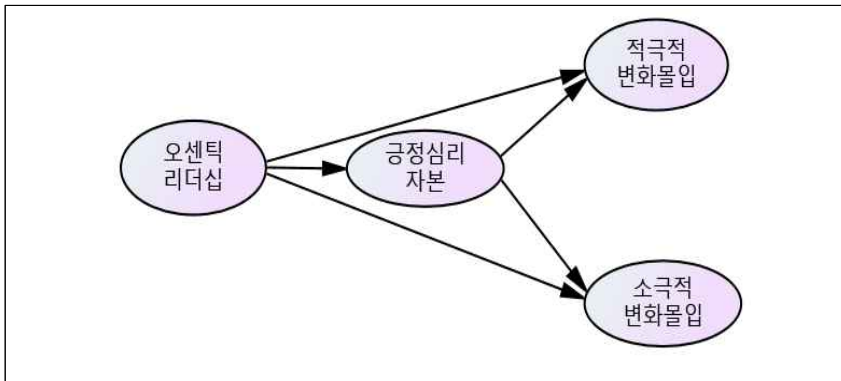 적극적
변화몰입
오센틱
리더십
긍정심리
자본
소극적
변화몰입